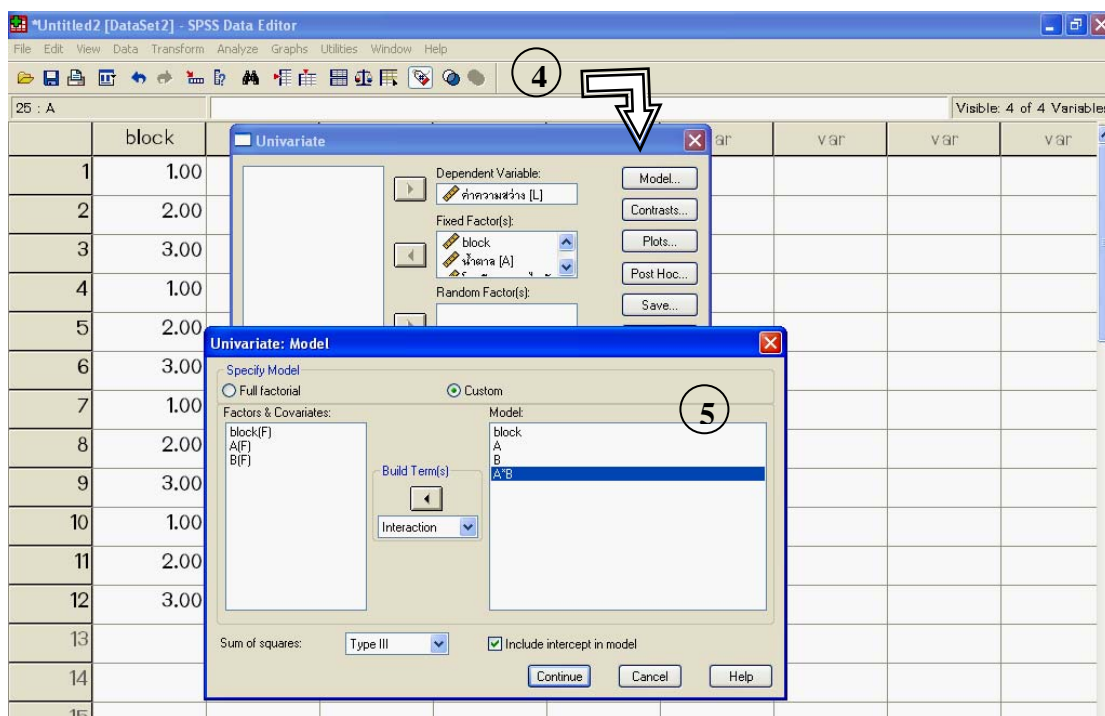 *Untitled2 [DataSet2] - SPSS Data Editor
File Edit View Data Transform Analyze Graphs Utilities Window Help
4
25 : A
Visible: 4 of 4 Variables
block
var
var
var
1 1.00
2 2.00
3 3.00
4 1.00
5 2.00
6 3.00
7 1.00
8 2.00
9 3.00
10 1.00
11 2.00
12 3.00
13
14
15
Univariate
Dependent Variable:
ค่าความสว่าง [L]
Fixed Factor(s):
block
น้ำตาล [A]
Random Factor(s):
Model...
Contrasts...
Plots...
Post Hoc...
Save...
Univariate: Model
Specify Model
Full factorial
Custom
5
Factors & Covariates:
block(F)
A(F)
B(F)
Build Term(s)
Interaction
Model:
block
A
B
A*B
Sum of squares:
Type III
Include intercept in model
Continue
Cancel
Help